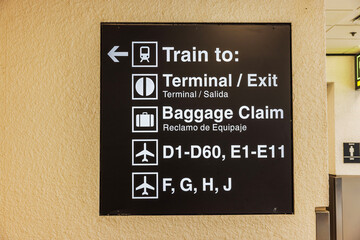 Train to:
Terminal / Exit
Terminal / Salida
Baggage Claim
Reclamo de Equipaje
D1-D60, E1-E11
F, G, H, J